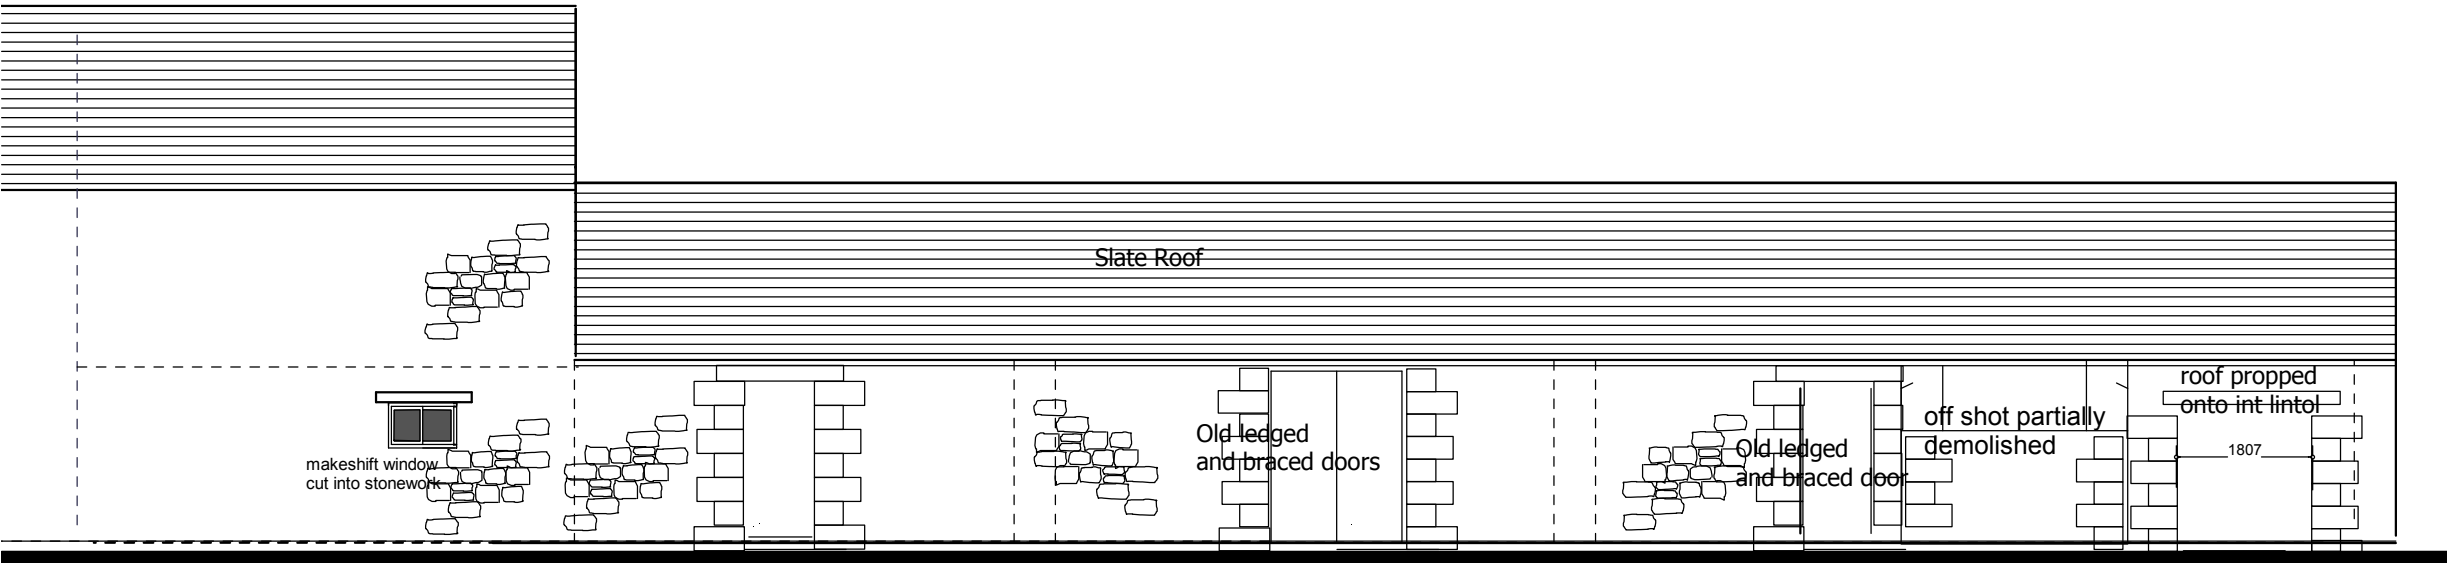 Slate Roof
makeshift window
cut into stonework
Old ledged
and braced doors
Old ledged
and braced door
off shot partially
demolished
roof propped
onto int lintol
1807